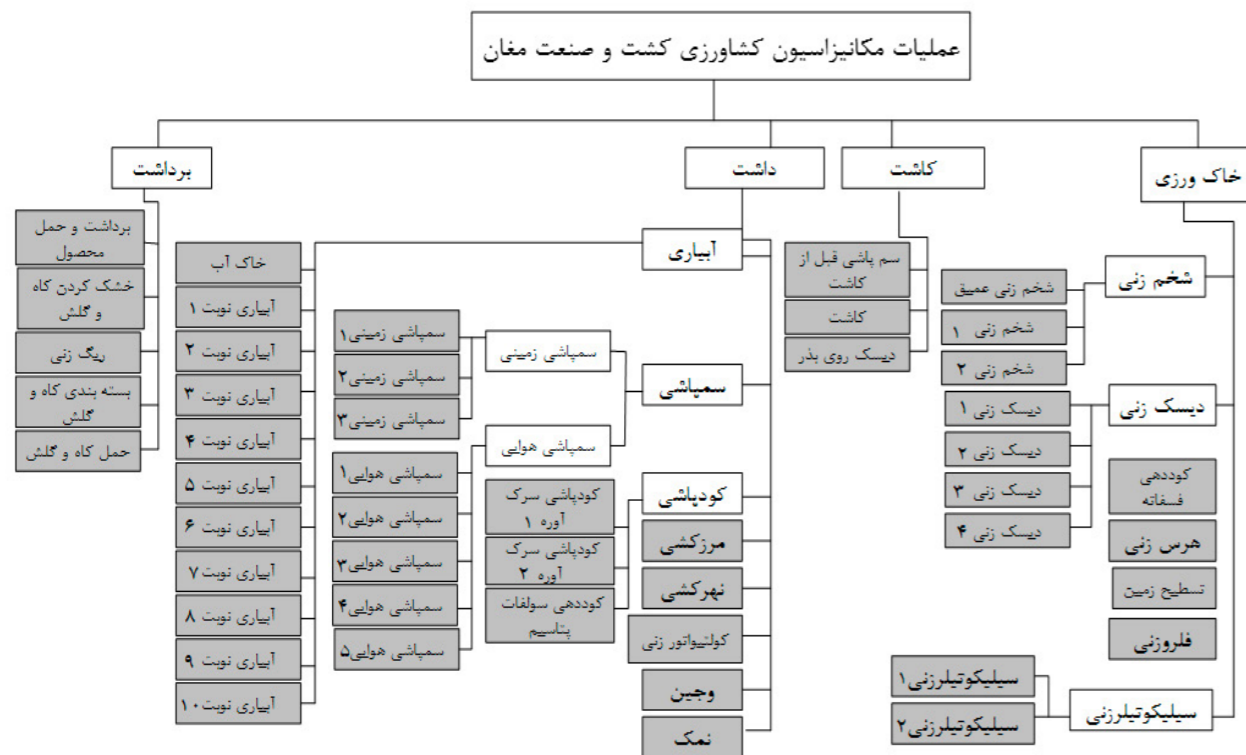 عملیات مکانیزاسیون کشاورزی کشت و صنعت مغان
خاک ورزی
شخم زنی
شخم زنی عمیق
شخم زنی ۱
شخم زنی ۲
دیسک زنی
دیسک زنی ۱
دیسک زنی ۲
دیسک زنی ۳
دیسک زنی ۴
کوددهی
فسفاته
هرس زنی
تسطیح زمین
فلروزنی
سیلیکوتیلرزنی
سیلیکوتیلرزنی۱
سیلیکوتیلرزنی۲
کاشت
سم پاشی قبل از
کاشت
کاشت
دیسک روی بذر
داشت
آبیاری
خاک آب
آبیاری نوبت ۱
آبیاری نوبت ۲
آبیاری نوبت ۳
آبیاری نوبت ۴
آبیاری نوبت ۵
آبیاری نوبت ۶
آبیاری نوبت ۷
آبیاری نوبت ۸
آبیاری نوبت ۹
آبیاری نوبت ۱۰
سمپاشی
سمپاشی زمینی
سمپاشی زمینی۱
سمپاشی زمینی۲
سمپاشی زمینی۳
سمپاشی هوایی
سمپاشی هوایی۱
سمپاشی هوایی۲
سمپاشی هوایی۳
سمپاشی هوایی۴
سمپاشی هوایی۵
کودپاشی
کودپاشی سرک
آوره ۱
کودپاشی سرک
آوره ۲
کوددهی سولفات
پتاسیم
مرزکشی
نهرکشی
کولتیواتور زنی
وجین
نمک
برداشت
برداشت و حمل
محصول
خشک کردن کاه
و گلش
ریگ زنی
بسته بندی کاه و
گلش
حمل کاه و گلش